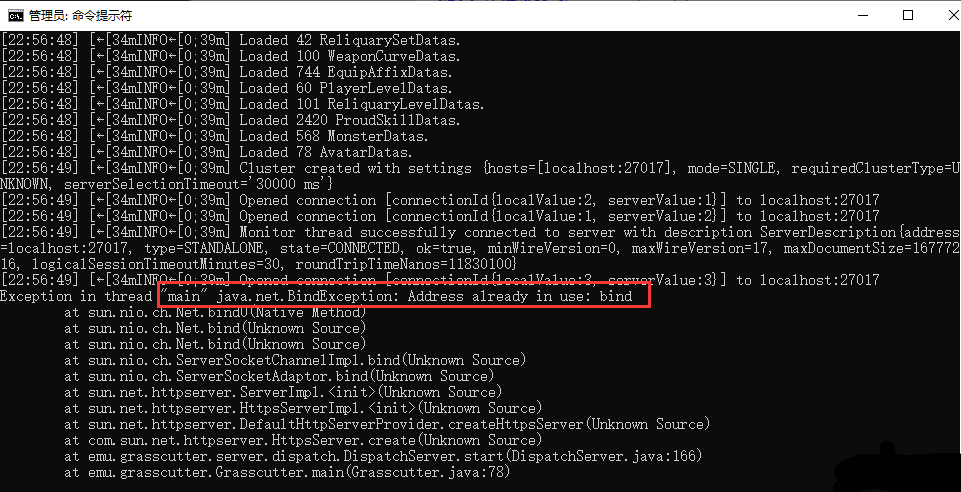 管理员: 命令提示符
[22:56:48] [←[34mINFO←[0;39m] Loaded 42 ReliquarySetDatas.
[22:56:48] [←[34mINFO←[0;39m] Loaded 100 WeaponCurveDatas.
[22:56:48] [←[34mINFO←[0;39m] Loaded 744 EquipAffixDatas.
[22:56:48] [←[34mINFO←[0;39m] Loaded 60 PlayerLevelDatas.
[22:56:48] [←[34mINFO←[0;39m] Loaded 101 ReliquaryLevelDatas.
[22:56:48] [←[34mINFO←[0;39m] Loaded 2420 ProudSkillDatas.
[22:56:48] [←[34mINFO←[0;39m] Loaded 568 MonsterDatas.
[22:56:48] [←[34mINFO←[0;39m] Loaded 78 AvatarDatas.
[22:56:49] [←[34mINFO←[0;39m] Cluster created with settings {hosts=[localhost:27017], mode=SINGLE, requiredClusterType=U
NKNOWN, serverSelectionTimeout='30000 ms'}
[22:56:49] [←[34mINFO←[0;39m] Opened connection [connectionId{localValue:2, serverValue:1}] to localhost:27017
[22:56:49] [←[34mINFO←[0;39m] Opened connection [connectionId{localValue:1, serverValue:2}] to localhost:27017
[22:56:49] [←[34mINFO←[0;39m] Monitor thread successfully connected to server with description ServerDescription{address
=localhost:27017, type=STANDALONE, state=CONNECTED, ok=true, minWireVersion=0, maxWireVersion=17, maxDocumentSize=167772
16, logicalSessionTimeoutMinutes=30, roundTripTimeNanos=11830100}
[22:56:49] [←[34mINFO←[0;39m] Opened connection [connectionId{localValue:3, serverValue:3}] to localhost:27017
Exception in thread "main" java.net.BindException: Address already in use: bind
at sun.nio.ch.Net.bind0(Native Method)
at sun.nio.ch.Net.bind(Unknown Source)
at sun.nio.ch.Net.bind(Unknown Source)
at sun.nio.ch.ServerSocketChannelImpl.bind(Unknown Source)
at sun.nio.ch.ServerSocketAdaptor.bind(Unknown Source)
at sun.net.httpserver.ServerImpl.<init>(Unknown Source)
at sun.net.httpserver.HttpsServerImpl.<init>(Unknown Source)
at sun.net.httpserver.DefaultHttpServerProvider.createHttpsServer(Unknown Source)
at com.sun.net.httpserver.HttpsServer.create(Unknown Source)
at emu.grasscutter.server.dispatch.DispatchServer.start(DispatchServer.java:166)
at emu.grasscutter.Grasscutter.main(Grasscutter.java:78)